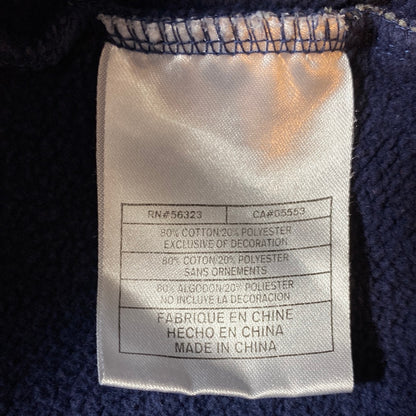 RN#56323 CA#05553
80% COTTON/20% POLYESTER
EXCLUSIVE OF DECORATION
80% COTON/20% POLYESTER
SANS ORNEMENTS
80% ALGODON/20% POLIESTER
NO INCLUYE LA DECORACION
FABRIQUE EN CHINE
HECHO EN CHINA
MADE IN CHINA